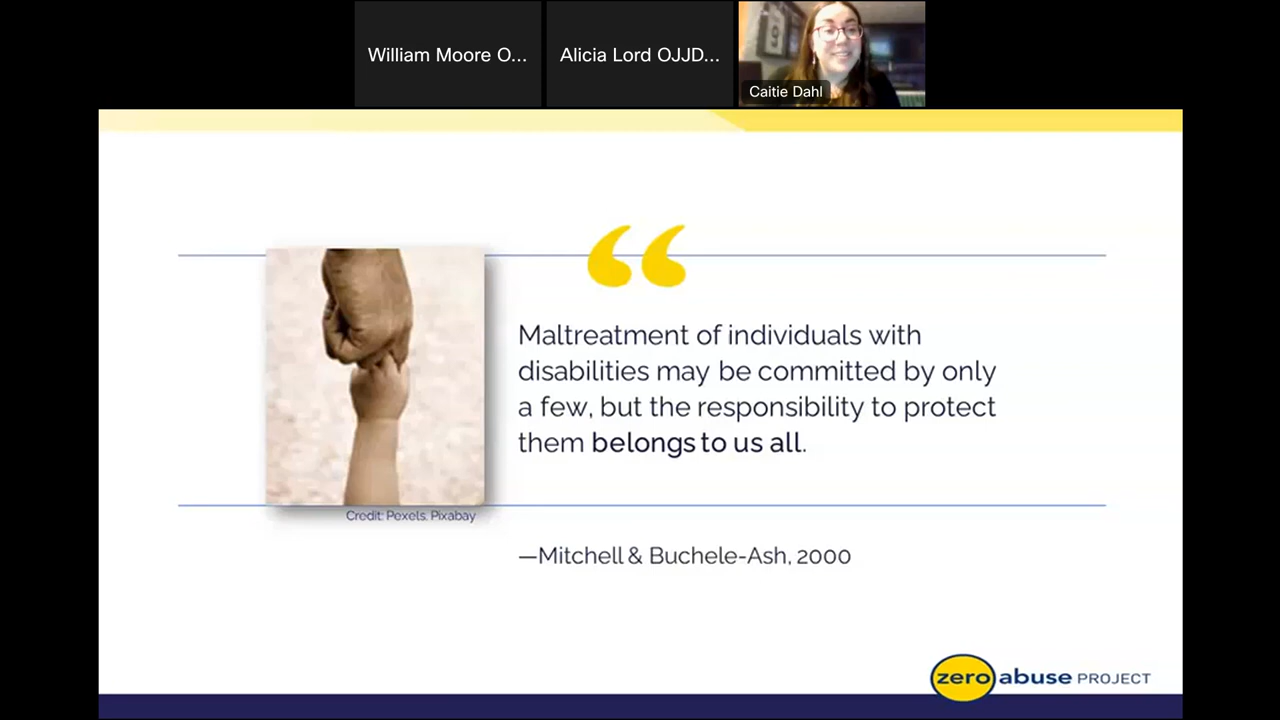 William Moore O...
Alicia Lord OJJD...
Caitie Dahl
“
Maltreatment of individuals with
disabilities may be committed by only
a few, but the responsibility to protect
them belongs to us all.
Credit: Pexels, Pixabay
—Mitchell & Buchele-Ash, 2000
zero abuse PROJECT